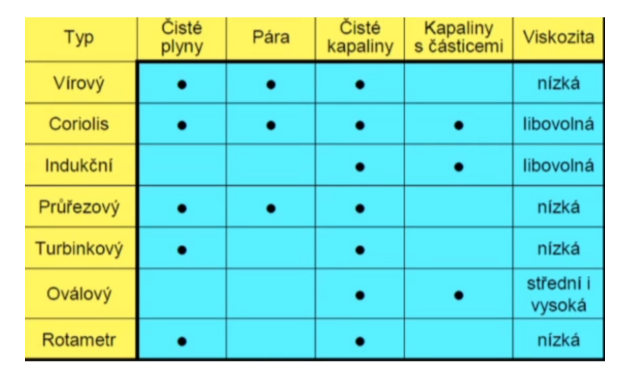 Typ Čisté plyny Pára Čisté kapaliny Kapaliny s částicemi Viskozita
Vírový ● ● ● nízká
Coriolis ● ● ● ● libovolná
Indukční ● ● libovolná
Průřezový ● ● ● nízká
Turbinkový ● ● nízká
Oválový ● ● střední i vysoká
Rotametr ● ● nízká